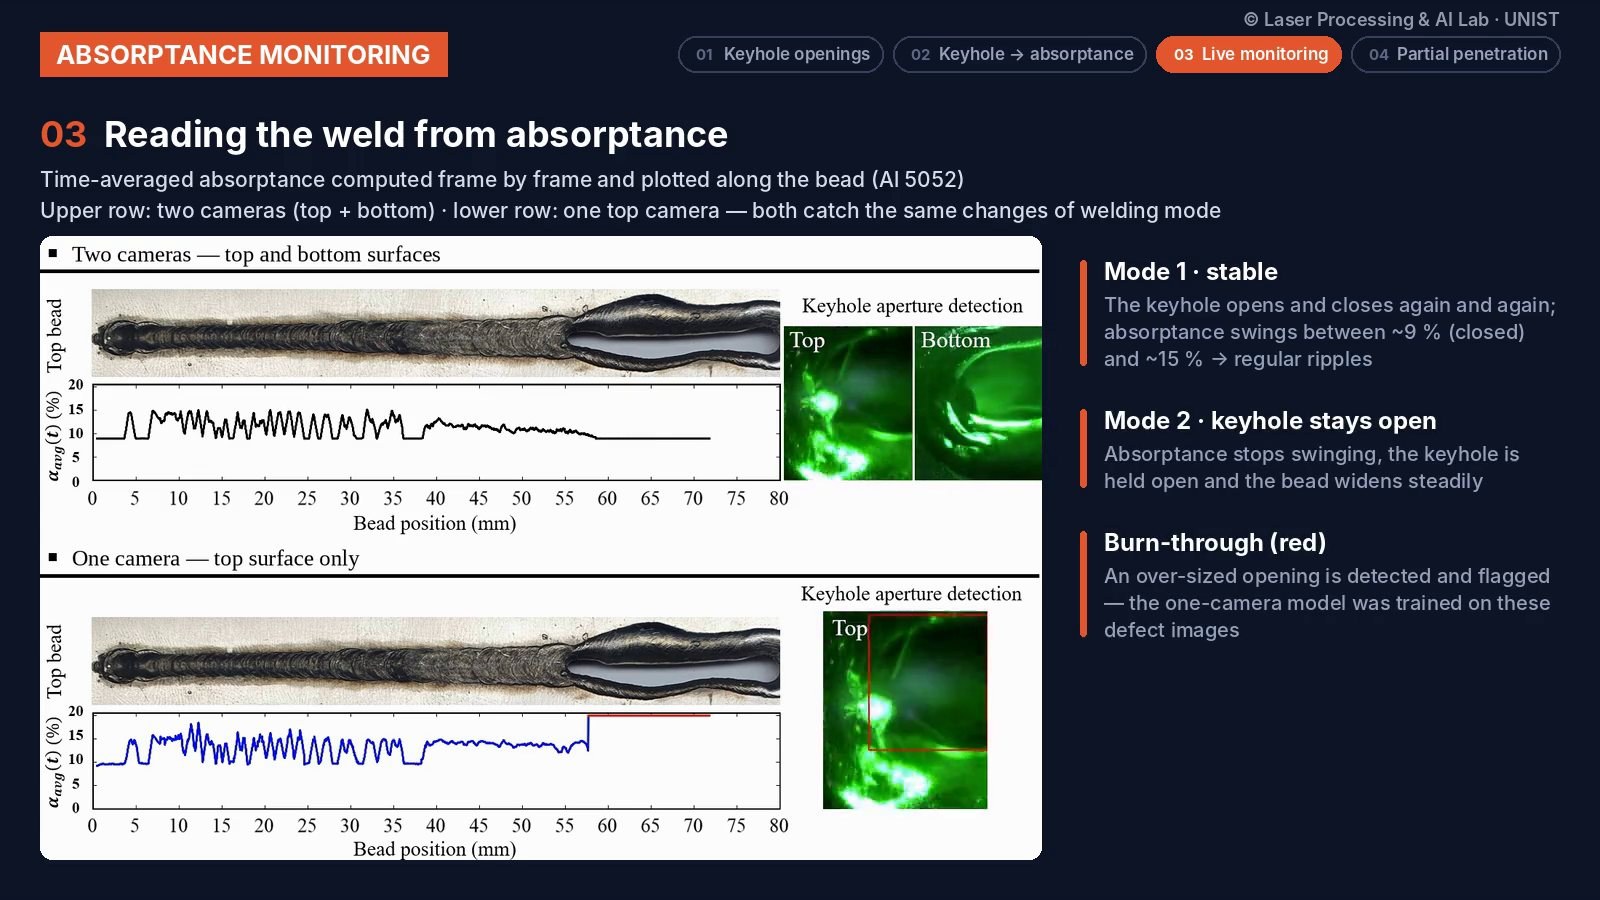 © Laser Processing & AI Lab · UNIST
ABSORPTANCE MONITORING
01 Keyhole openings
02 Keyhole → absorptance
03 Live monitoring
04 Partial penetration
03 Reading the weld from absorptance
Time-averaged absorptance computed frame by frame and plotted along the bead (Al 5052)
Upper row: two cameras (top + bottom) · lower row: one top camera — both catch the same changes of welding mode
▪ Two cameras — top and bottom surfaces
Top bead
Keyhole aperture detection
Top
Bottom
α_avg(t) (%)
20
15
10
5
0
0 5 10 15 20 25 30 35 40 45 50 55 60 65 70 75 80
Bead position (mm)
▪ One camera — top surface only
Keyhole aperture detection
Top bead
Top
α_avg(t) (%)
20
15
10
5
0
0 5 10 15 20 25 30 35 40 45 50 55 60 65 70 75 80
Bead position (mm)
Mode 1 · stable
The keyhole opens and closes again and again;
absorptance swings between ~9 % (closed)
and ~15 % → regular ripples
Mode 2 · keyhole stays open
Absorptance stops swinging, the keyhole is
held open and the bead widens steadily
Burn-through (red)
An over-sized opening is detected and flagged
— the one-camera model was trained on these
defect images